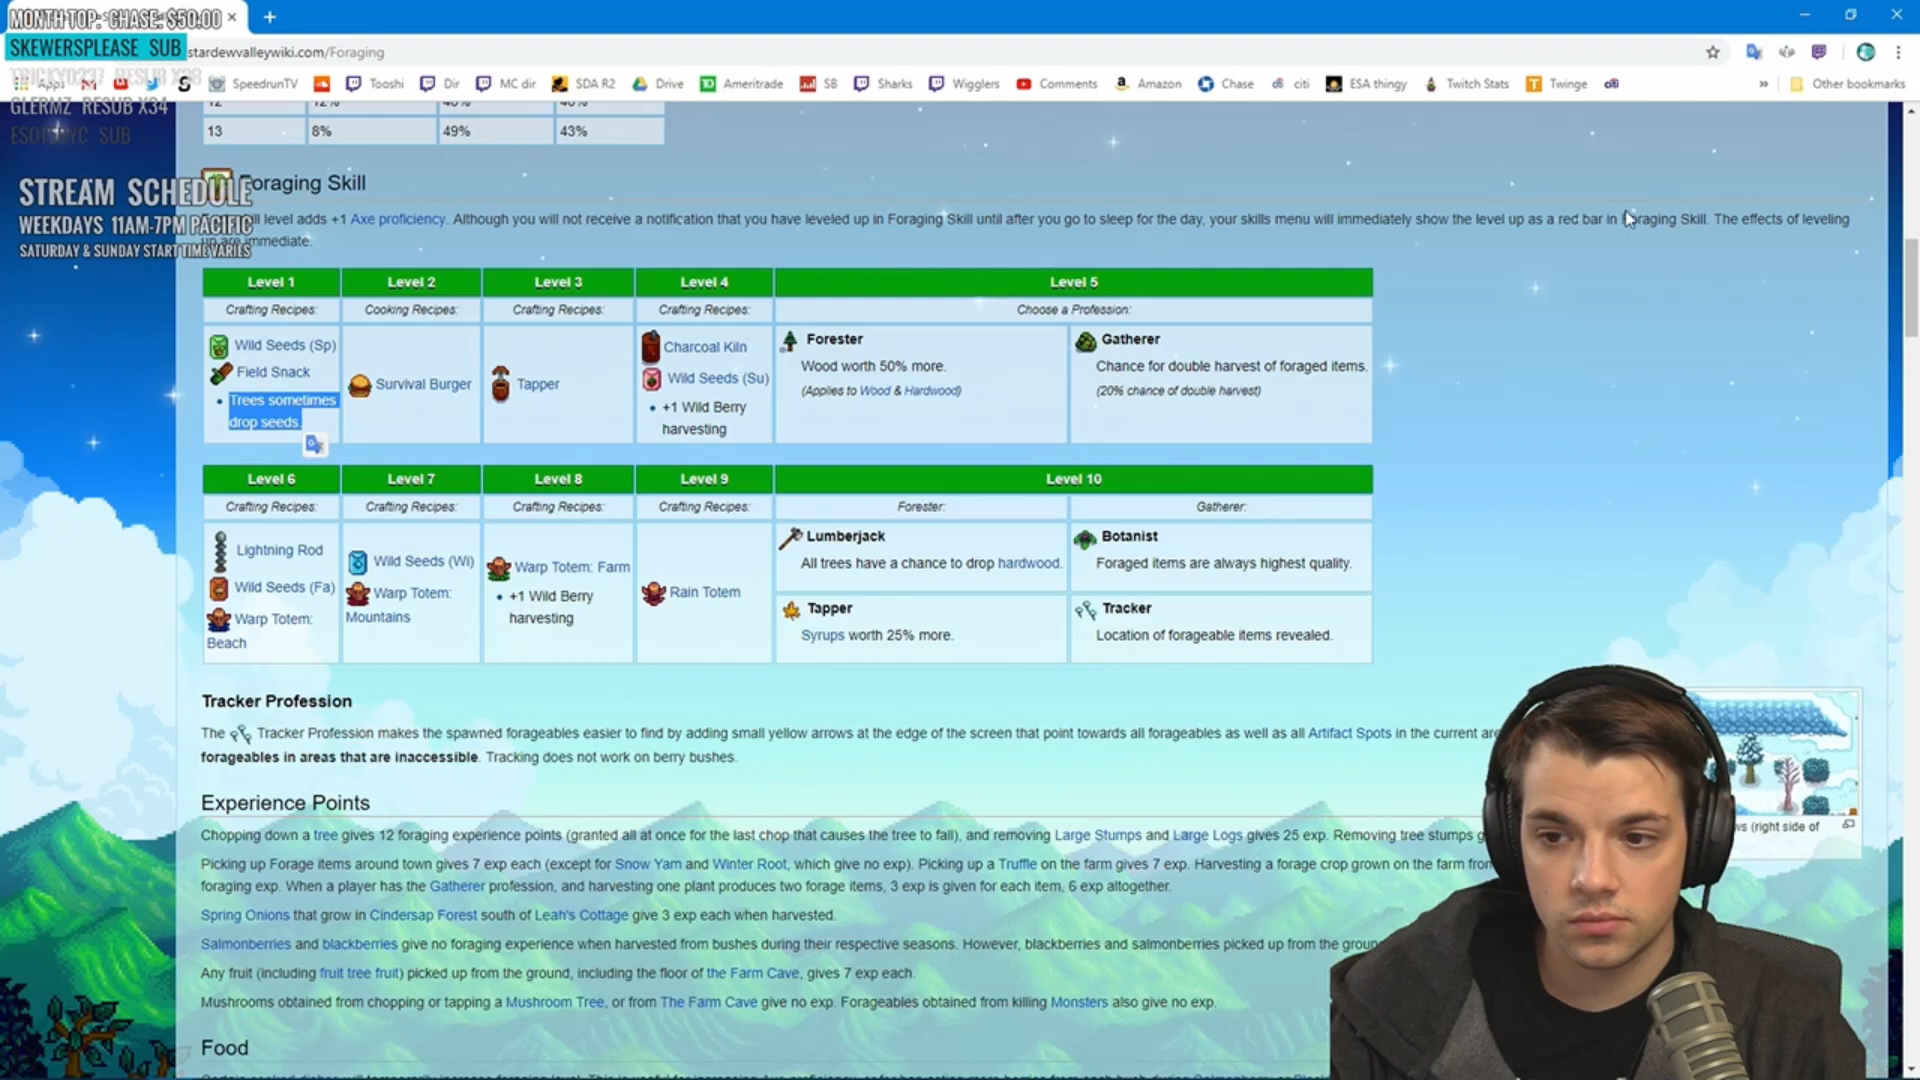 MONTH TOP: CHASE: $50.00
SKEWERSPLEASE SUB
stardewvalleywiki.com/Foraging
Apps SpeedrunTV Tooshi Dir MC dir SDA R2 Drive Ameritrade SB Sharks Wigglers Comments Amazon Chase citi ESA thingy Twitch Stats Twinge » Other bookmarks
GLERMZ RESUB X34
13 8% 49% 43%
STREAM SCHEDULE
WEEKDAYS 11AM-7PM PACIFIC
SATURDAY & SUNDAY START TIME VARIES
Foraging Skill
level adds +1 Axe proficiency. Although you will not receive a notification that you have leveled up in Foraging Skill until after you go to sleep for the day, your skills menu will immediately show the level up as a red bar in Foraging Skill. The effects of leveling
up are immediate.
Level 1 Level 2 Level 3 Level 4 Level 5
Crafting Recipes: Cooking Recipes: Crafting Recipes: Crafting Recipes: Choose a Profession:
Wild Seeds (Sp)
Field Snack
• Trees sometimes
drop seeds.
Survival Burger
Tapper
Charcoal Kiln
Wild Seeds (Su)
• +1 Wild Berry
harvesting
Forester
Wood worth 50% more.
(Applies to Wood & Hardwood)
Gatherer
Chance for double harvest of foraged items.
(20% chance of double harvest)
Level 6 Level 7 Level 8 Level 9 Level 10
Crafting Recipes: Crafting Recipes: Crafting Recipes: Crafting Recipes: Forester: Gatherer:
Lightning Rod
Wild Seeds (Fa)
Warp Totem:
Beach
Wild Seeds (Wi)
Warp Totem:
Mountains
Warp Totem: Farm
• +1 Wild Berry
harvesting
Rain Totem
Lumberjack
All trees have a chance to drop hardwood.
Tapper
Syrups worth 25% more.
Botanist
Foraged items are always highest quality.
Tracker
Location of forageable items revealed.
Tracker Profession
The Tracker Profession makes the spawned forageables easier to find by adding small yellow arrows at the edge of the screen that point towards all forageables as well as all Artifact Spots in the current
forageables in areas that are inaccessible. Tracking does not work on berry bushes.
Experience Points
(right side of
Chopping down a tree gives 12 foraging experience points (granted all at once for the last chop that causes the tree to fall), and removing Large Stumps and Large Logs gives 25 exp. Removing tree stumps
Picking up Forage items around town gives 7 exp each (except for Snow Yam and Winter Root, which give no exp). Picking up a Truffle on the farm gives 7 exp. Harvesting a forage crop grown on the farm
foraging exp. When a player has the Gatherer profession, and harvesting one plant produces two forage items, 3 exp is given for each item, 6 exp altogether.
Spring Onions that grow in Cindersap Forest south of Leah's Cottage give 3 exp each when harvested.
Salmonberries and blackberries give no foraging experience when harvested from bushes during their respective seasons. However, blackberries and salmonberries picked up from the
Any fruit (including fruit tree fruit) picked up from the ground, including the floor of the Farm Cave, gives 7 exp each.
Mushrooms obtained from chopping or tapping a Mushroom Tree, or from The Farm Cave give no exp. Forageables obtained from killing Monsters also give no exp.
Food